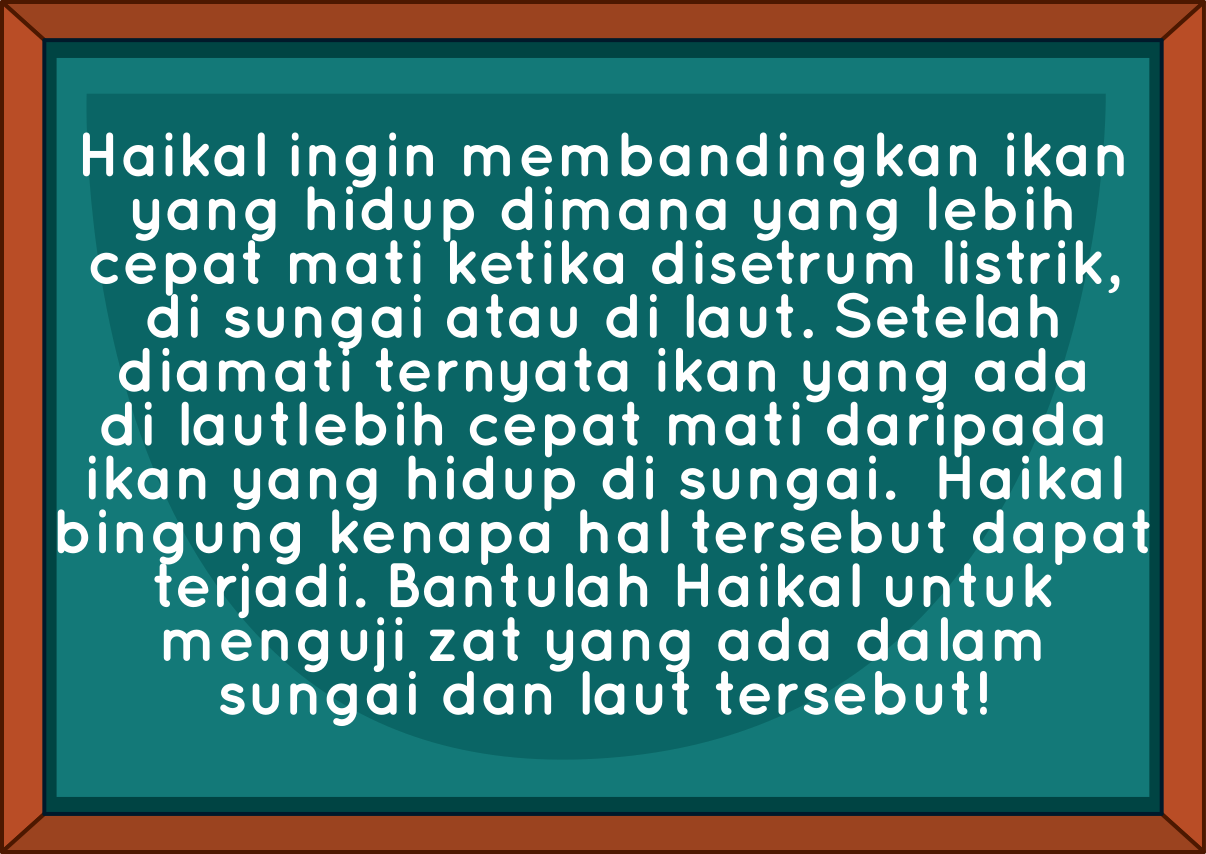 Haikal ingin membandingkan ikan
yang hidup dimana yang lebih
cepat mati ketika disetrum listrik,
di sungai atau di laut. Setelah
diamati ternyata ikan yang ada
di lautlebih cepat mati daripada
ikan yang hidup di sungai.  Haikal
bingung kenapa hal tersebut dapat
terjadi. Bantulah Haikal untuk
menguji zat yang ada dalam
sungai dan laut tersebut!